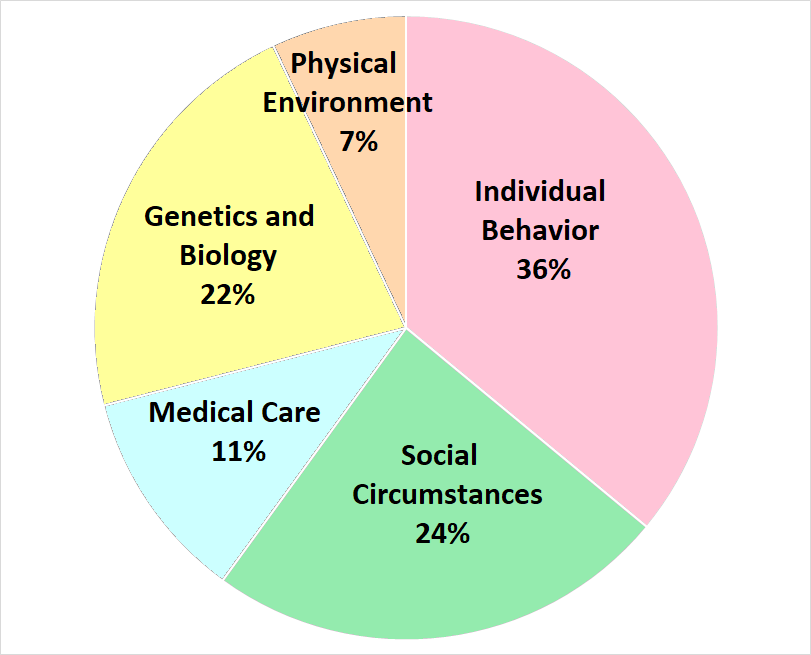 Physical
Environment
7%
Individual
Behavior
36%
Genetics and
Biology
22%
Medical Care
11%
Social
Circumstances
24%